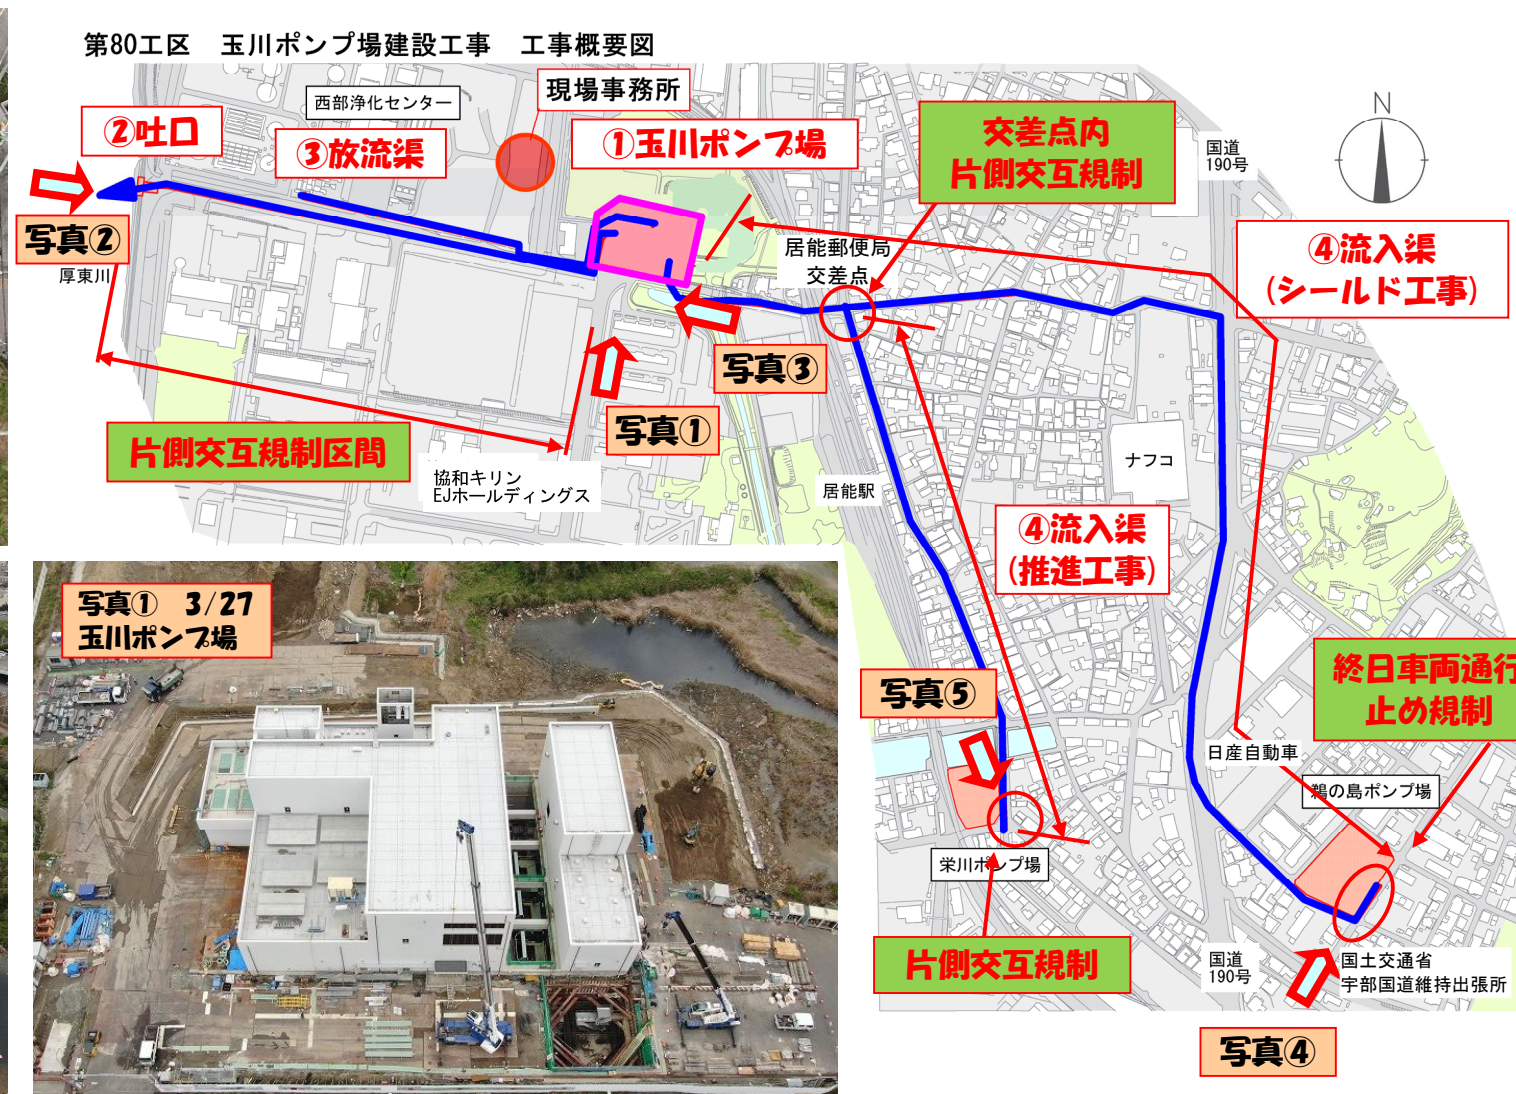 第80工区　玉川ポンプ場建設工事　工事概要図
現場事務所
西部浄化センター
②吐口
③放流渠
①玉川ポンプ場
交差点内
片側交互規制
国道
190号
N
写真②
厚東川
居能郵便局
交差点
④流入渠
(シールド工事)
写真③
写真①
片側交互規制区間
協和キリン
EJホールディングス
居能駅
ナフコ
④流入渠
(推進工事)
写真①　3/27
玉川ポンプ場
写真⑤
終日車両通行
止め規制
日産自動車
鵜の島ポンプ場
栄川ポンプ場
片側交互規制
国道
190号
国土交通省
宇部国道維持出張所
写真④